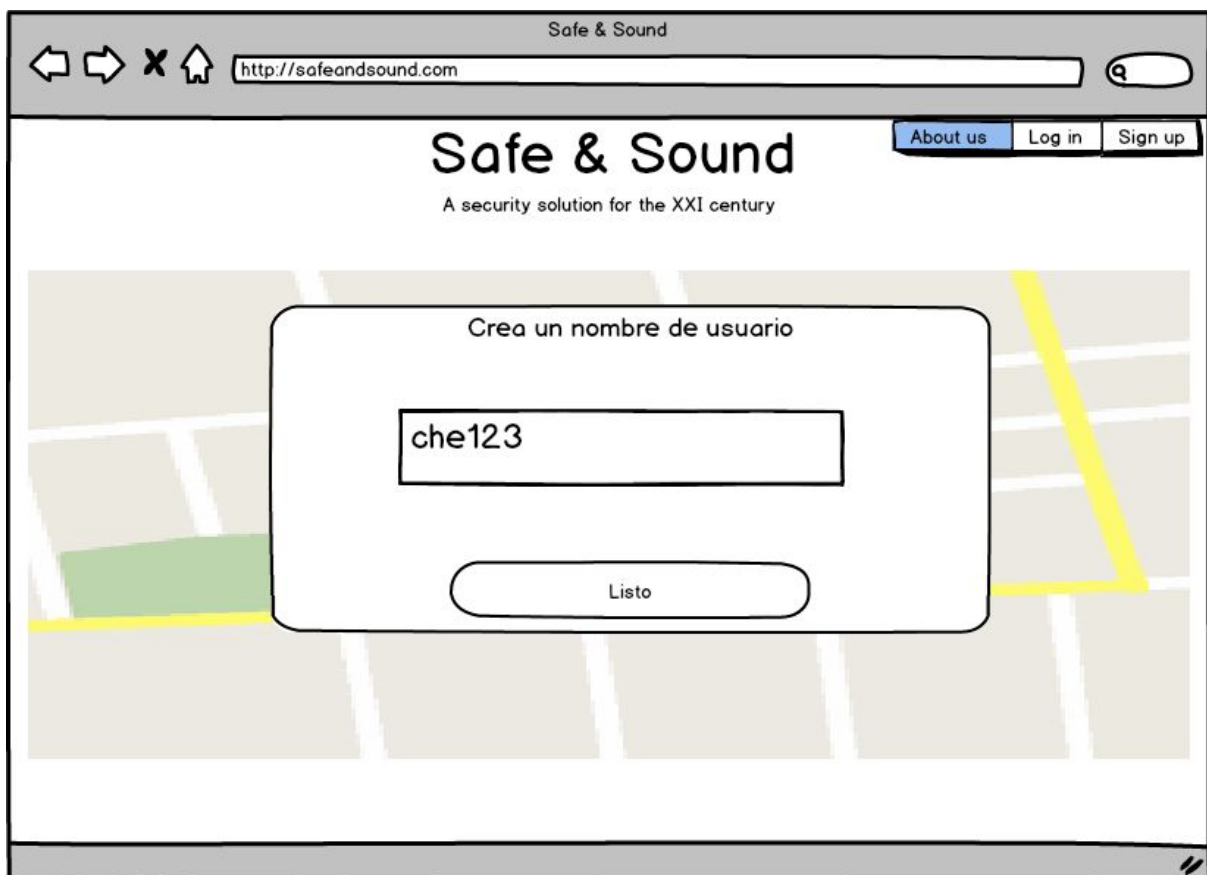 Safe & Sound
http://safeandsound.com
About us Log in Sign up
Safe & Sound
A security solution for the XXI century
Crea un nombre de usuario
che123
Listo